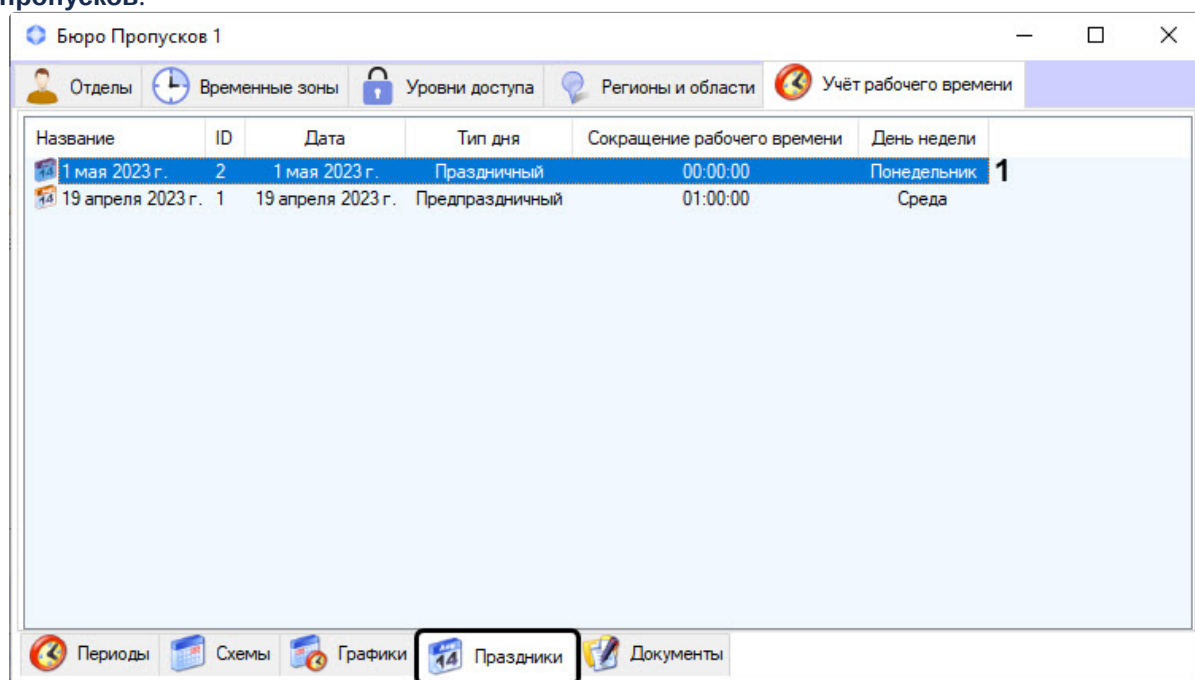 пропусков.
Бюро Пропусков 1
Отделы Временные зоны Уровни доступа Регионы и области Учёт рабочего времени
Название ID Дата Тип дня Сокращение рабочего времени День недели
1 мая 2023 г. 2 1 мая 2023 г. Праздничный 00:00:00 Понедельник 1
19 апреля 2023 г. 1 19 апреля 2023 г. Предпраздничный 01:00:00 Среда
Периоды Схемы Графики Праздники Документы